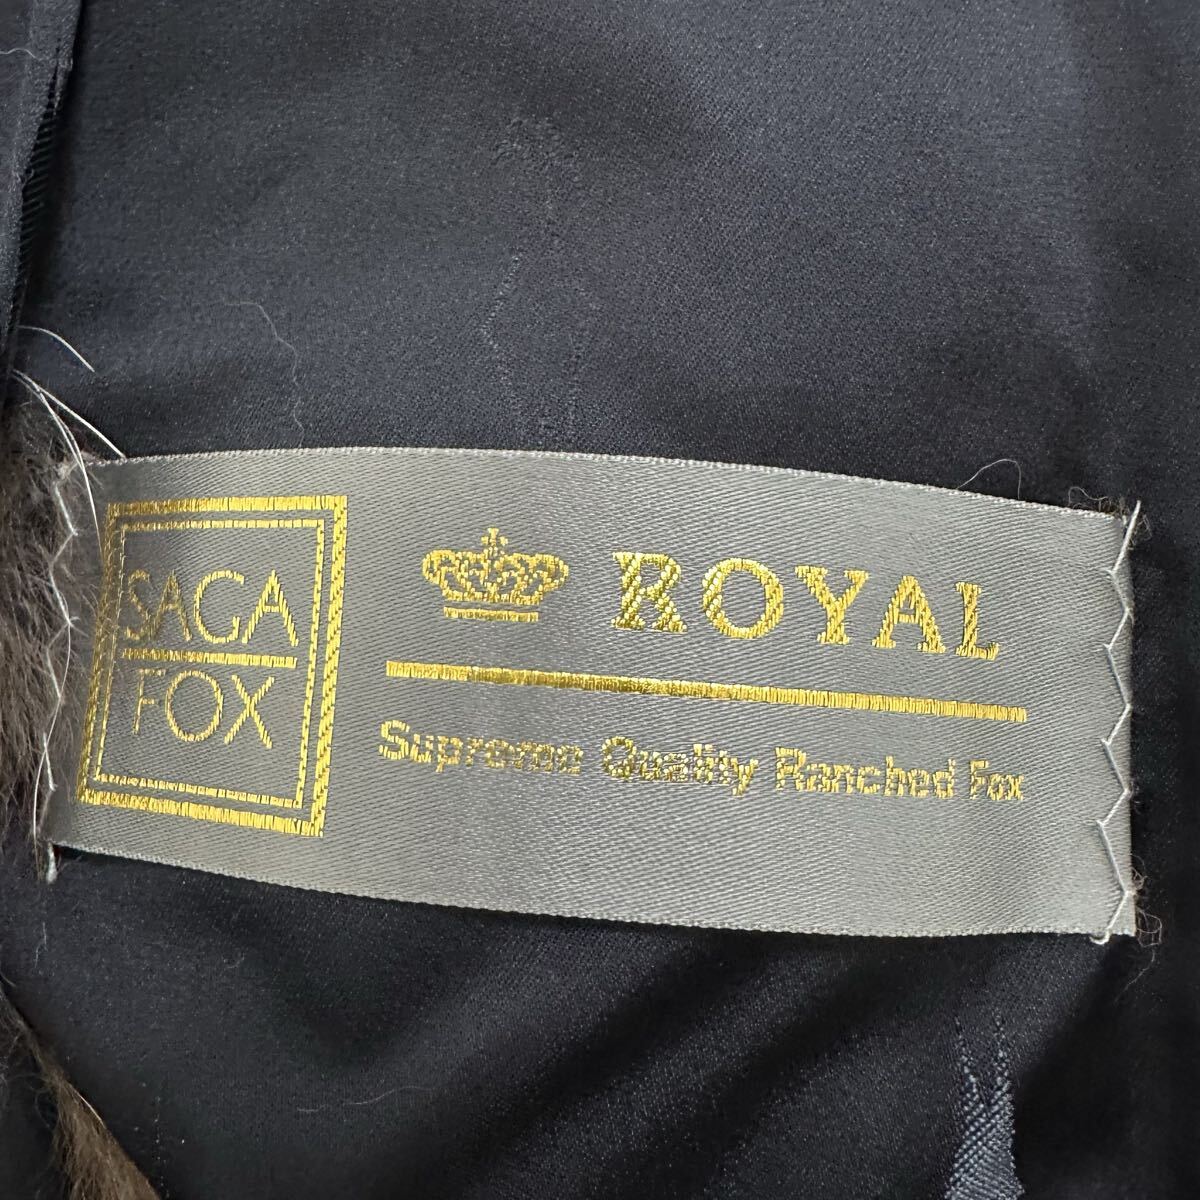 SAGA
FOX
ROYAL
Supreme Quality Ranched Fox